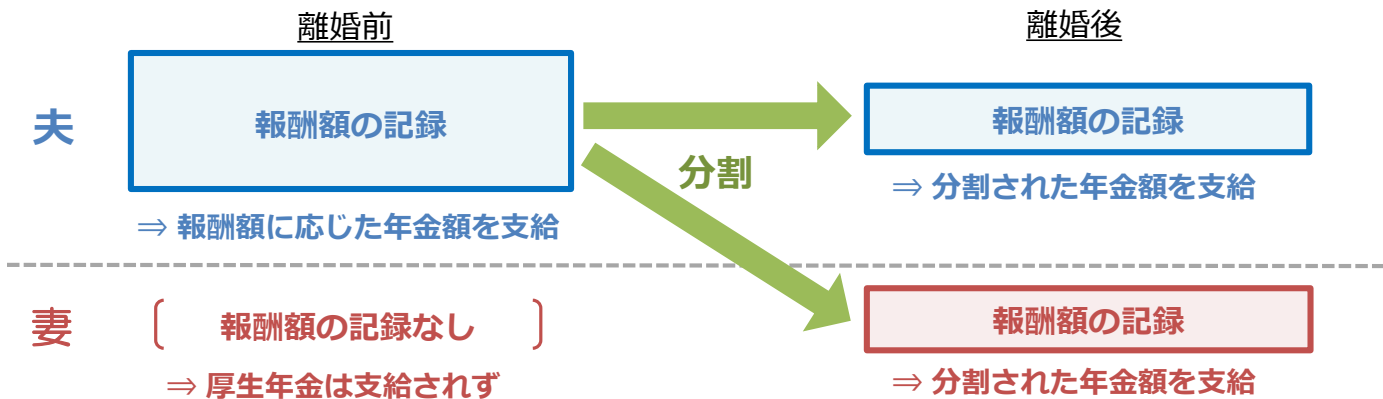 離婚前
離婚後
夫
報酬額の記録
分割
報酬額の記録
⇒ 報酬額に応じた年金額を支給
⇒ 分割された年金額を支給
妻
〔 報酬額の記録なし 〕
報酬額の記録
⇒ 厚生年金は支給されず
⇒ 分割された年金額を支給